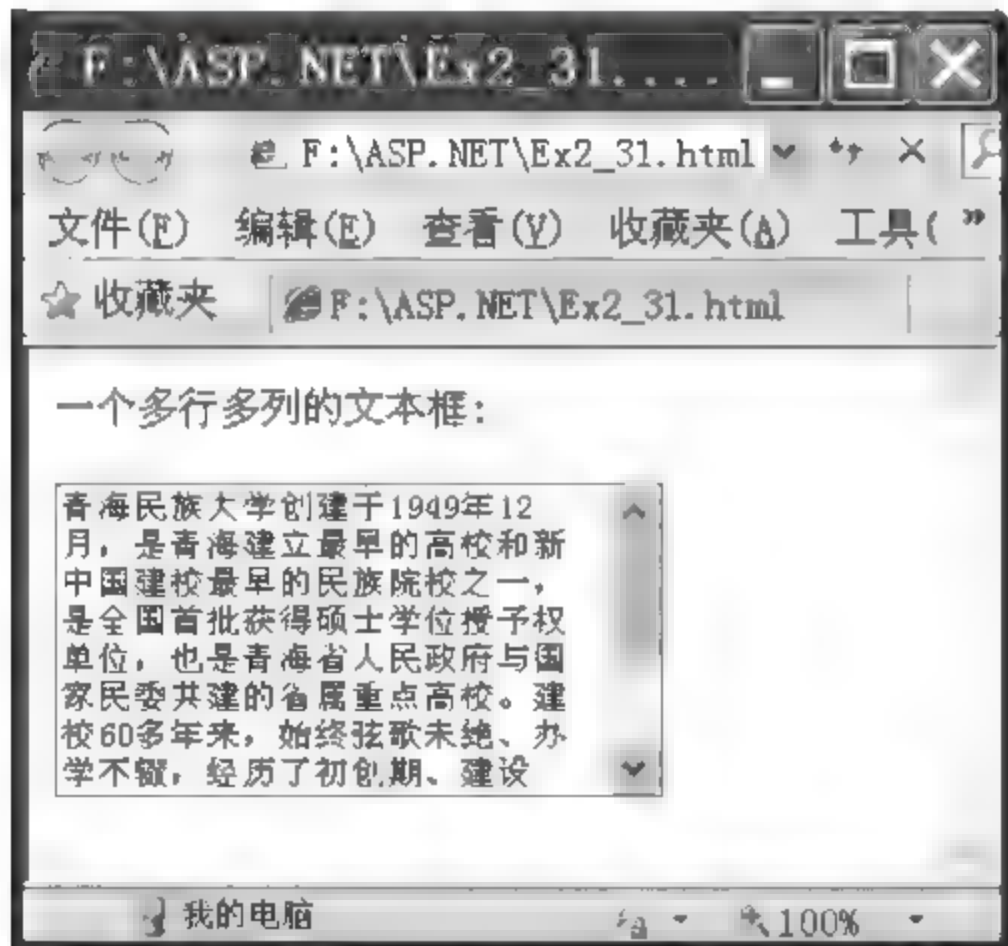 F:\ASP.NET\Ex2_31....
F:\ASP.NET\Ex2_31.html
文件(F) 编辑(E) 查看(V) 收藏夹(A) 工具( »
收藏夹 F:\ASP.NET\Ex2_31.html
一个多行多列的文本框:
青海民族大学创建于1949年12
月，是青海建立最早的高校和新
中国建校最早的民族院校之一，
是全国首批获得硕士学位授予权
单位，也是青海省人民政府与国
家民委共建的省属重点高校。建
校60多年来，始终弦歌未绝、办
学不辍，经历了初创期、建设
我的电脑 100%